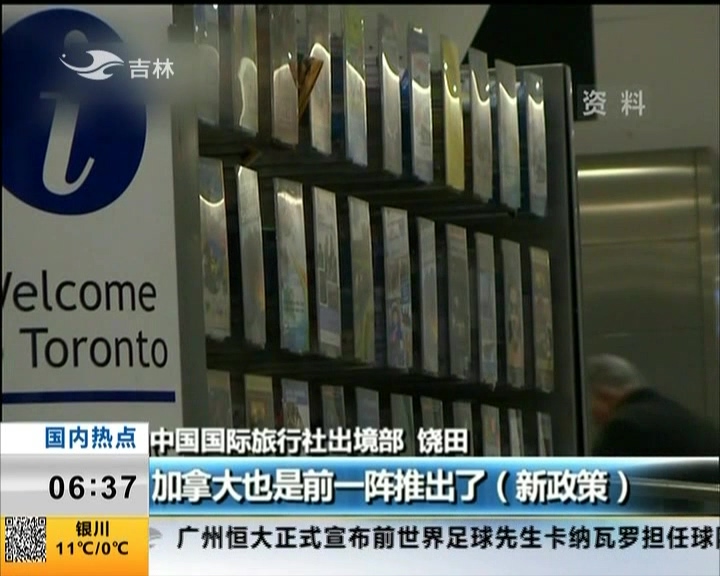 吉林
资料
i
Welcome
Toronto
国内热点
中国国际旅行社出境部 饶田
06:37
加拿大也是前一阵推出了（新政策）
银川
11℃/0℃
广州恒大正式宣布前世界足球先生卡纳瓦罗担任球